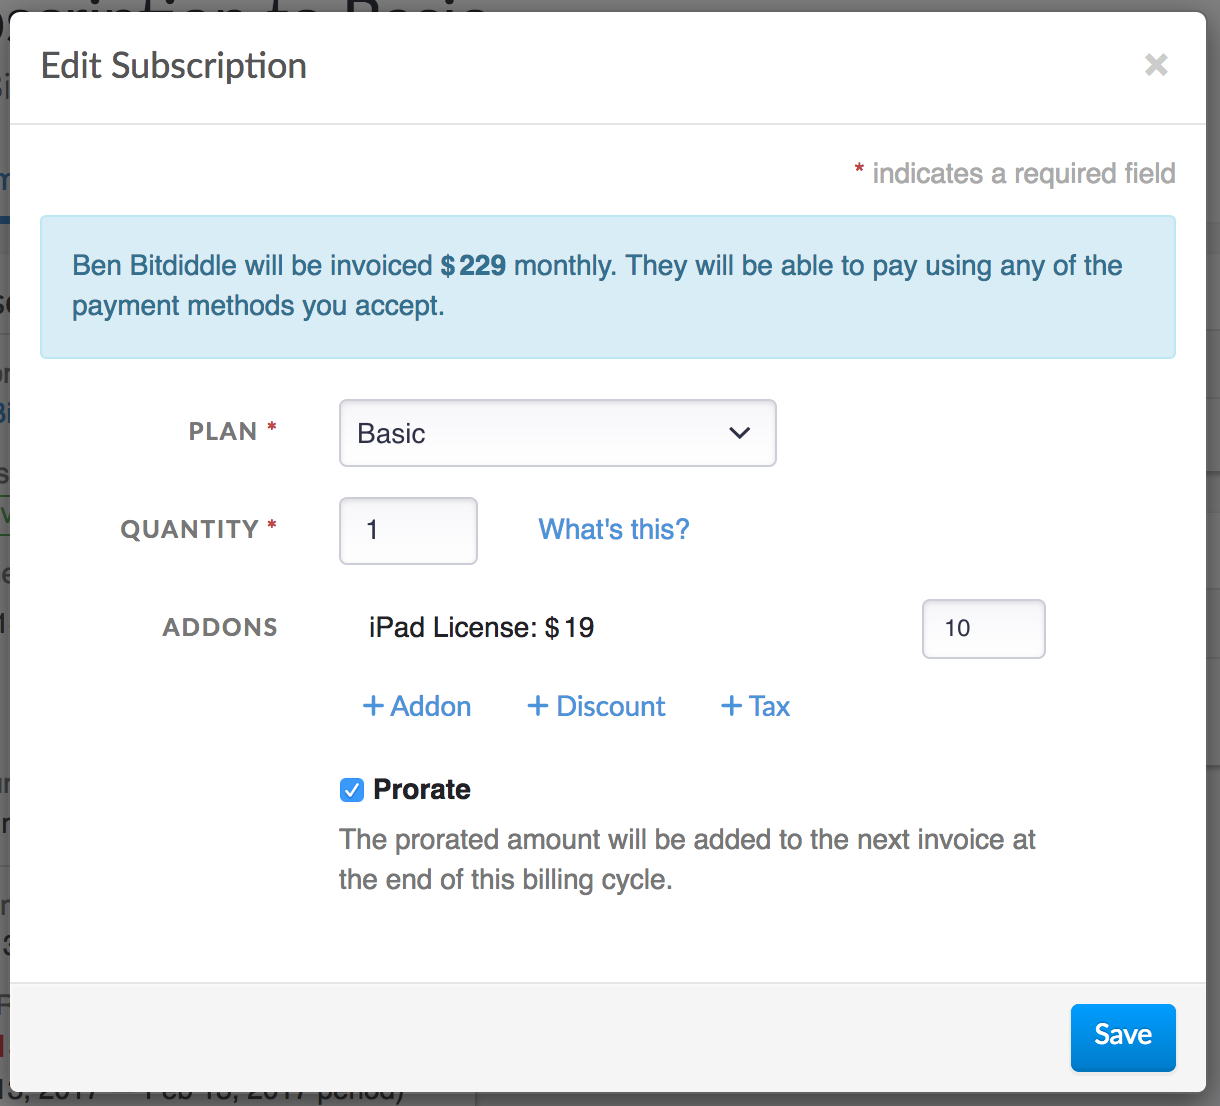 Edit Subscription
* indicates a required field
Ben Bitdiddle will be invoiced $229 monthly. They will be able to pay using any of the
payment methods you accept.
PLAN * Basic
QUANTITY * 1 What's this?
ADDONS iPad License: $19 10
+ Addon + Discount + Tax
Prorate
The prorated amount will be added to the next invoice at
the end of this billing cycle.
Save